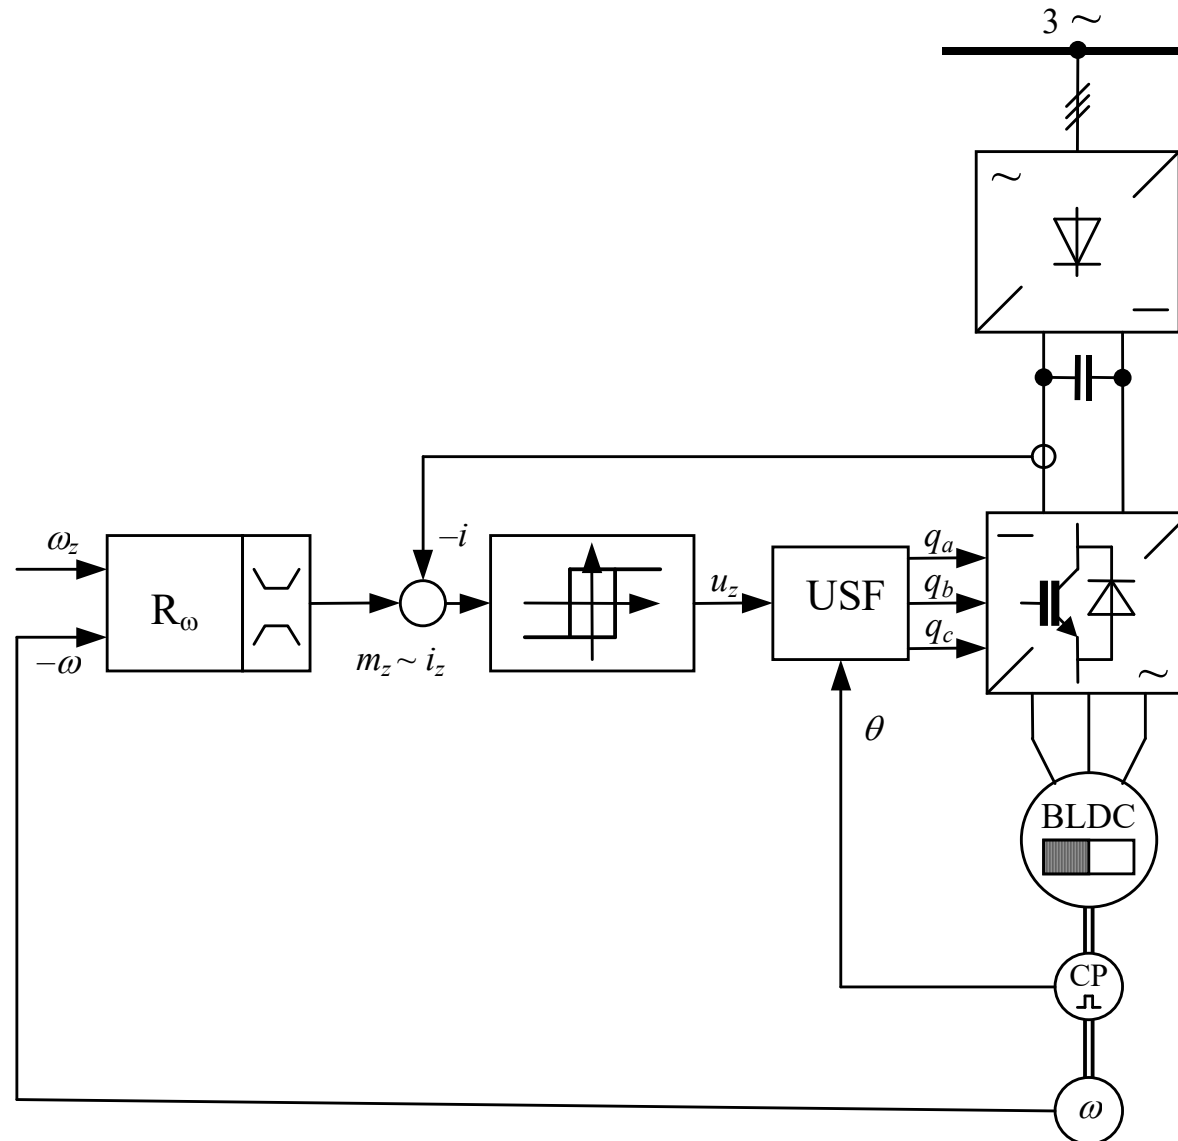 3 ~
~
ω_z
–i
q_a
u_z
USF
q_b
R_ω
q_c
–ω
m_z ~ i_z
~
θ
BLDC
CP
ω